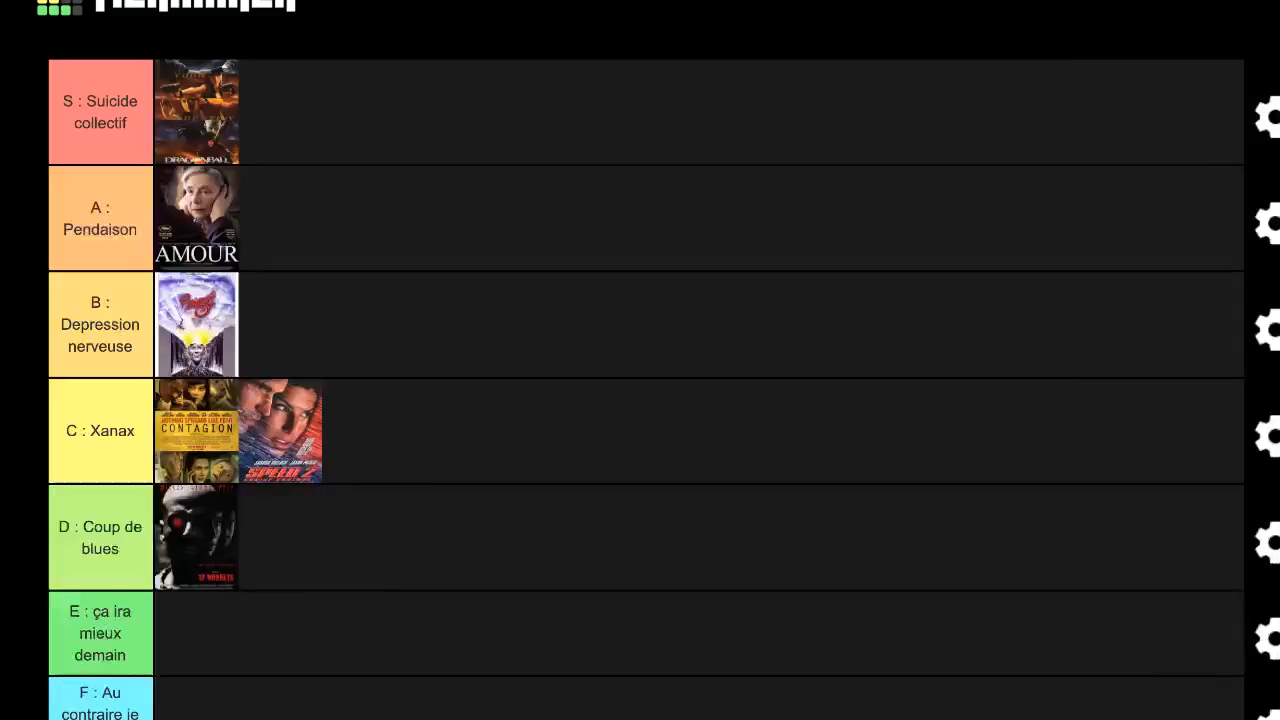 S : Suicide
collectif
DRAGONBALL
A :
Pendaison
AMOUR
B :
Depression
nerveuse
Brazil
C : Xanax
CONTAGION
SPEED 2
D : Coup de
blues
12 MONKEYS
E : ça ira
mieux
demain
F : Au
contraire je